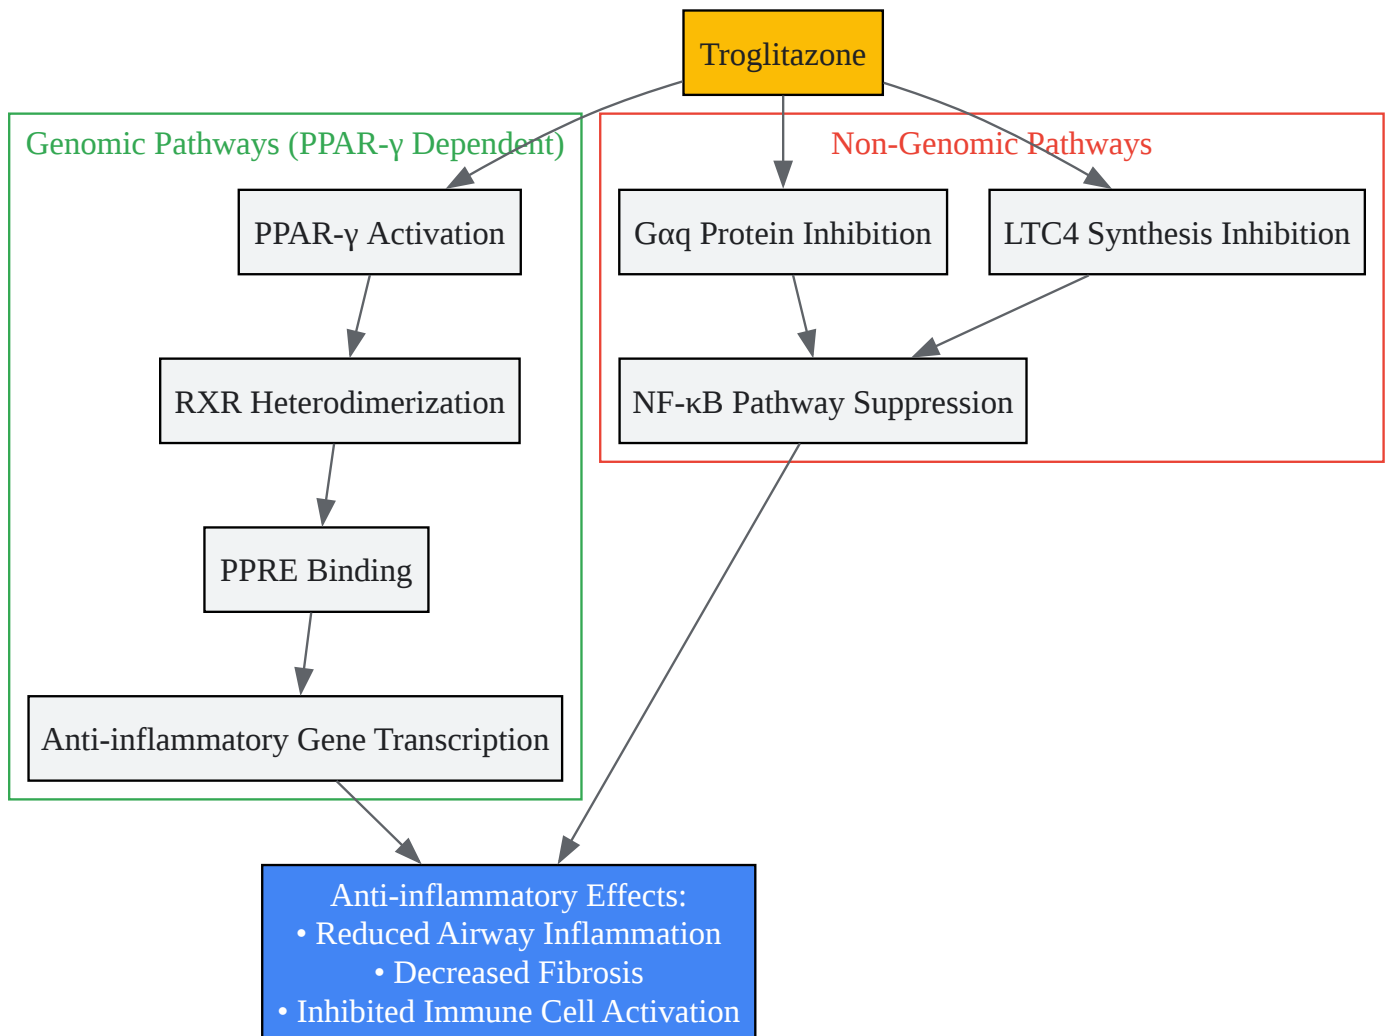 Troglitazone
Genomic Pathways (PPAR-γ Dependent)
Non-Genomic Pathways
PPAR-γ Activation
Gαq Protein Inhibition
LTC4 Synthesis Inhibition
RXR Heterodimerization
NF-κB Pathway Suppression
PPRE Binding
Anti-inflammatory Gene Transcription
Anti-inflammatory Effects:
• Reduced Airway Inflammation
• Decreased Fibrosis
• Inhibited Immune Cell Activation